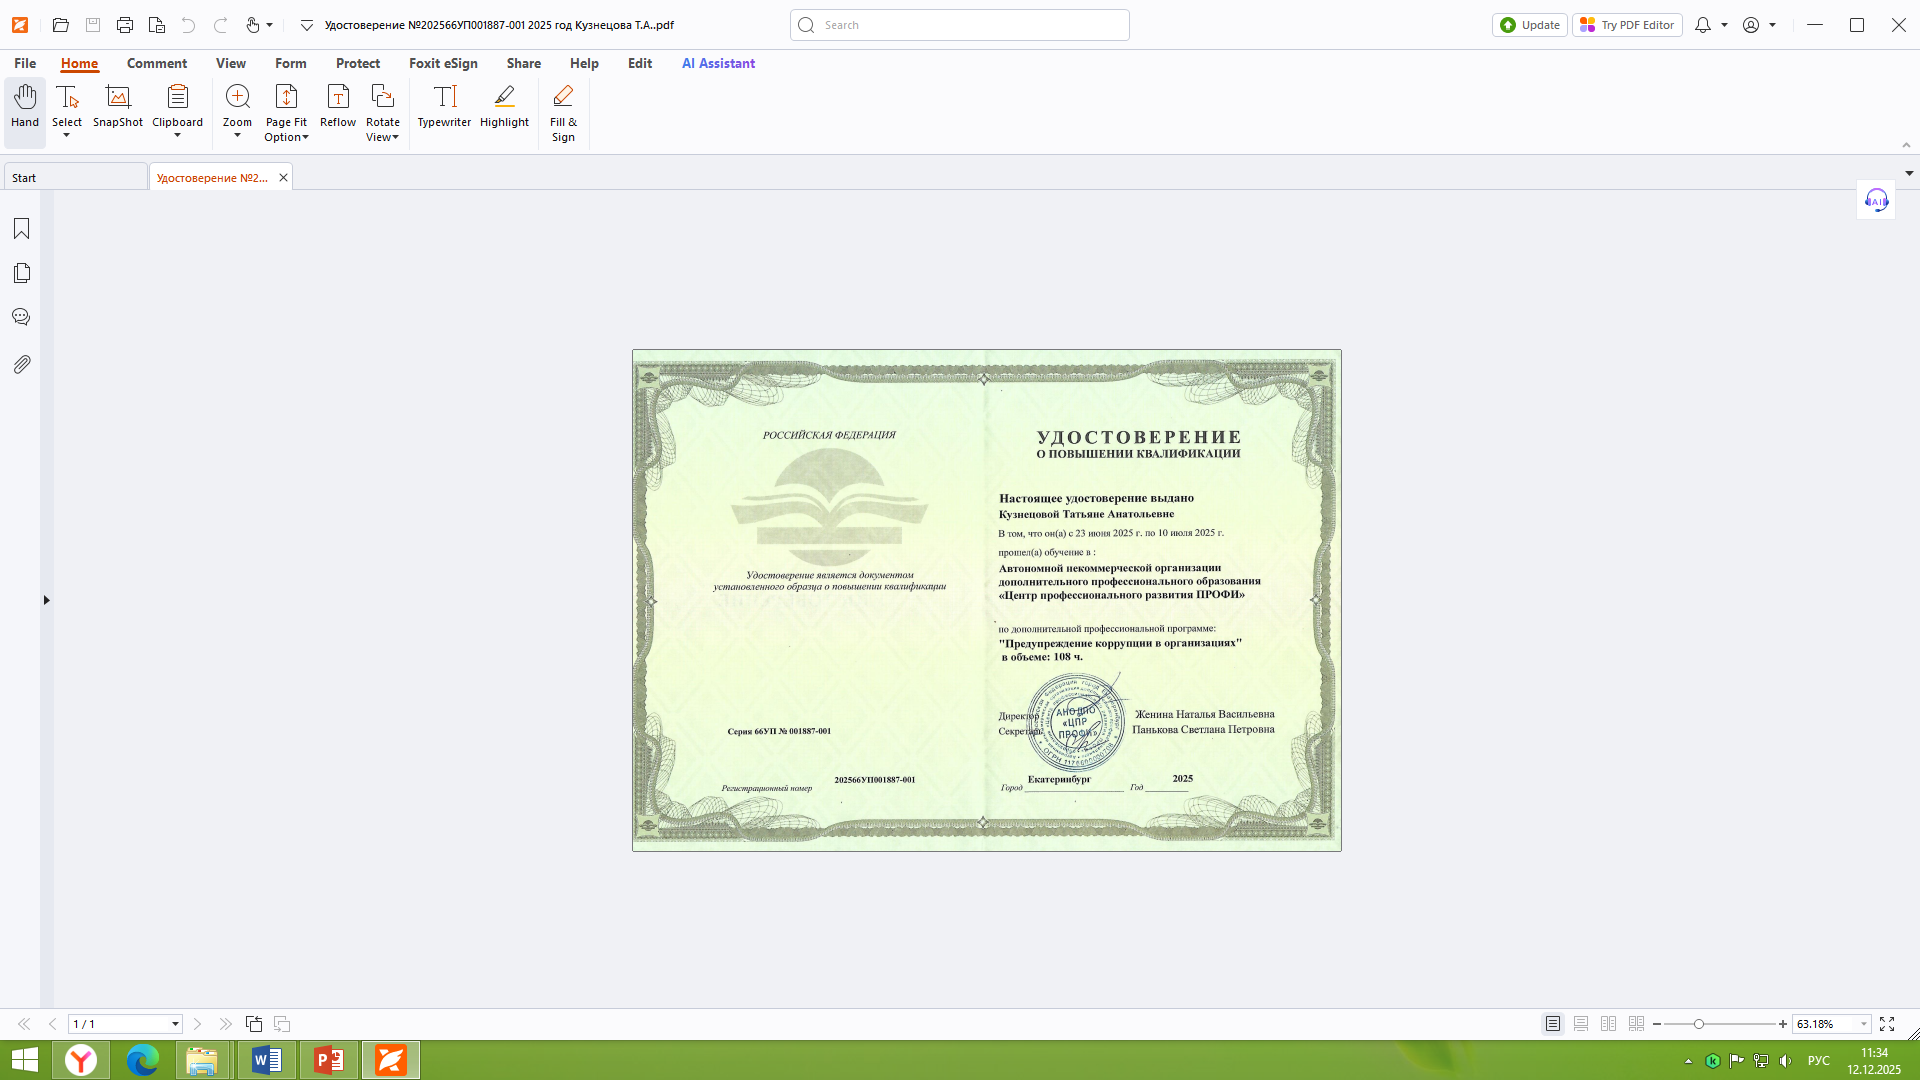 Удостоверение №202566УП001887-001 2025 год Кузнецова Т.А..pdf
Search
Update
Try PDF Editor
File
Home
Comment
View
Form
Protect
Foxit eSign
Share
Help
Edit
AI Assistant
Hand
Select
SnapShot
Clipboard
Zoom
Page Fit
Option
Reflow
Rotate
View
Typewriter
Highlight
Fill &
Sign
Start
Удостоверение №2...
AI
РОССИЙСКАЯ ФЕДЕРАЦИЯ
Удостоверение является документом
установленного образца о повышении квалификации
Серия 66УП № 001887-001
202566УП001887-001
Регистрационный номер
УДОСТОВЕРЕНИЕ
О ПОВЫШЕНИИ КВАЛИФИКАЦИИ
Настоящее удостоверение выдано
Кузнецовой Татьяне Анатольевне
В том, что он(а) с 23 июня 2025 г. по 10 июля 2025 г.
прошел(а) обучение в :
Автономной некоммерческой организации
дополнительного профессионального образования
«Центр профессионального развития ПРОФИ»
по дополнительной профессиональной программе:
"Предупреждение коррупции в организациях"
в объеме: 108 ч.
Директор Женина Наталья Васильевна
Секретарь Панькова Светлана Петровна
АНО ДПО
«ЦПР
ПРОФИ»
Екатеринбург 2025
Город Год
1 / 1
63.18%
РУС
11:34
12.12.2025